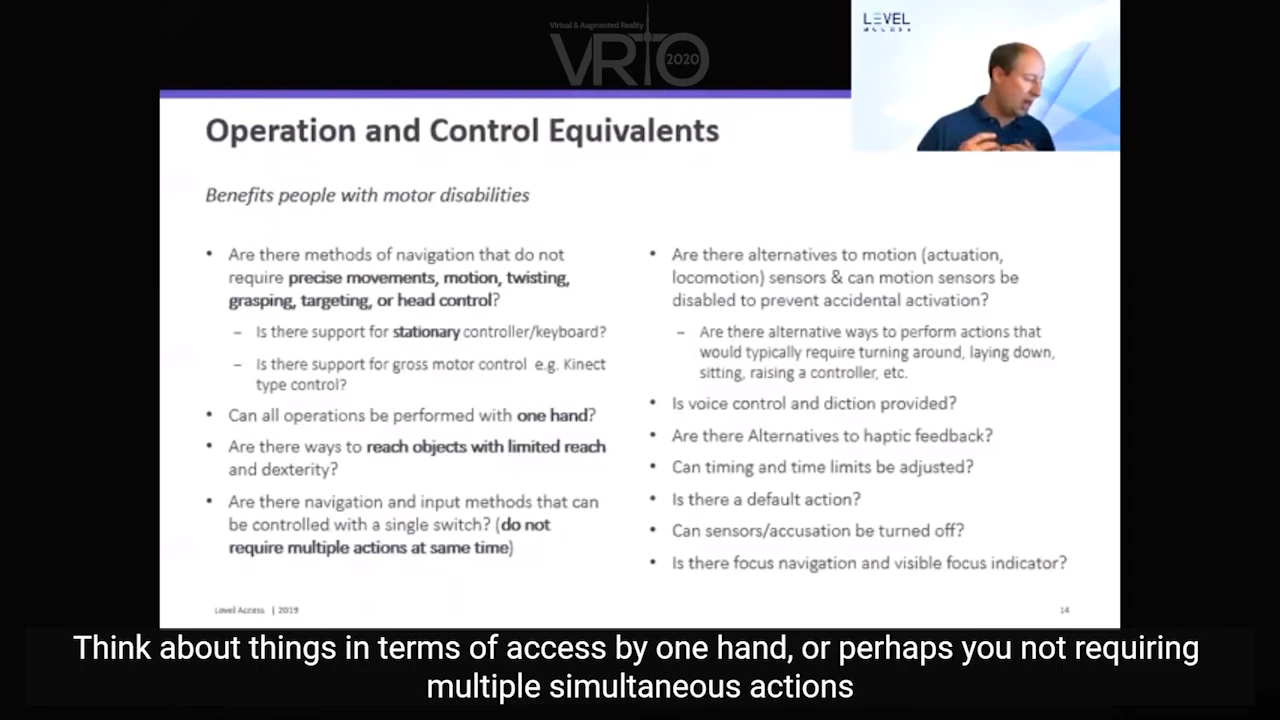 Virtual & Augmented Reality
VRTO
2020
LEVEL
Operation and Control Equivalents
Benefits people with motor disabilities
• Are there methods of navigation that do not
require precise movements, motion, twisting,
grasping, targeting, or head control?
– Is there support for stationary controller/keyboard?
– Is there support for gross motor control e.g. Kinect
type control?
• Can all operations be performed with one hand?
• Are there ways to reach objects with limited reach
and dexterity?
• Are there navigation and input methods that can
be controlled with a single switch? (do not
require multiple actions at same time)
• Are there alternatives to motion (actuation,
locomotion) sensors & can motion sensors be
disabled to prevent accidental activation?
– Are there alternative ways to perform actions that
would typically require turning around, laying down,
sitting, raising a controller, etc.
• Is voice control and diction provided?
• Are there Alternatives to haptic feedback?
• Can timing and time limits be adjusted?
• Is there a default action?
• Can sensors/accusation be turned off?
• Is there focus navigation and visible focus indicator?
Level Access | 2019
14
Think about things in terms of access by one hand, or perhaps you not requiring
multiple simultaneous actions